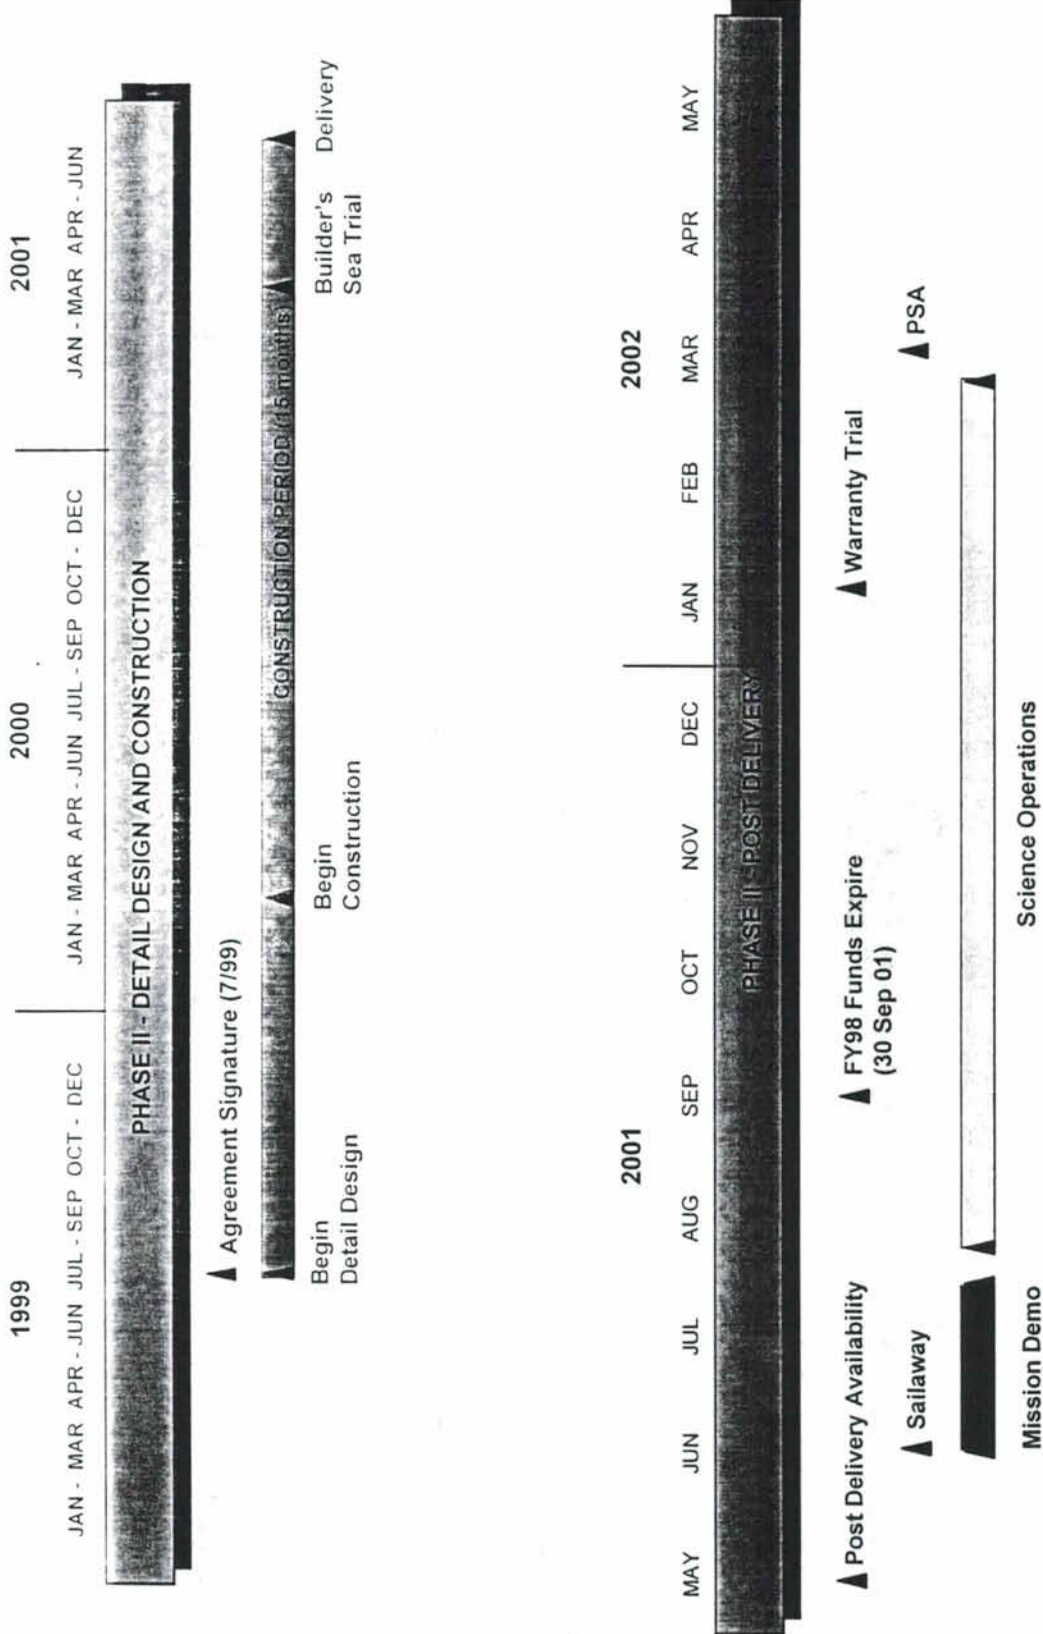 1999 2000 2001
JAN - MAR APR - JUN JUL - SEP OCT - DEC JAN - MAR APR - JUN JUL - SEP OCT - DEC JAN - MAR APR - JUN
PHASE II - DETAIL DESIGN AND CONSTRUCTION
Agreement Signature (7/99)
CONSTRUCTION PERIOD (15 months)
Begin
Detail Design
Begin
Construction
Builder's
Sea Trial
Delivery
2001 2002
MAY JUN JUL AUG SEP OCT NOV DEC JAN FEB MAR APR MAY
PHASE II - POST DELIVERY
Post Delivery Availability
FY98 Funds Expire
(30 Sep 01)
Warranty Trial
Sailaway
PSA
Mission Demo
Science Operations